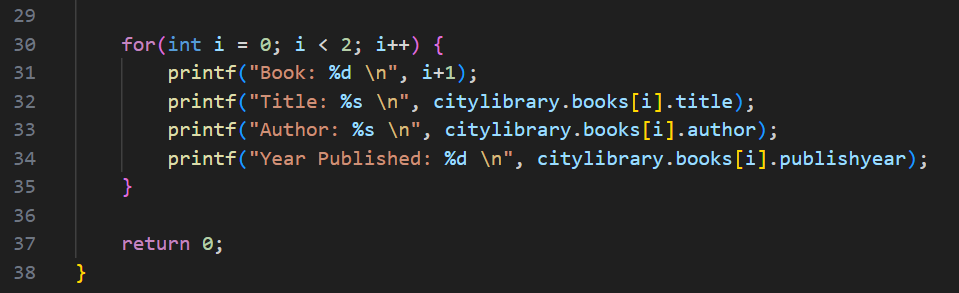 29
30 for(int i = 0; i < 2; i++) {
31 printf("Book: %d \n", i+1);
32 printf("Title: %s \n", citylibrary.books[i].title);
33 printf("Author: %s \n", citylibrary.books[i].author);
34 printf("Year Published: %d \n", citylibrary.books[i].publishyear);
35 }
36
37 return 0;
38 }